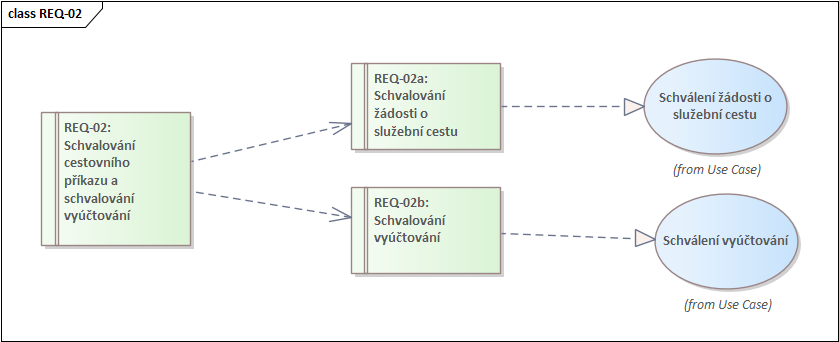 class REQ-02
REQ-02:
Schvalování
cestovního
příkazu a
schvalování
vyúčtování
REQ-02a:
Schvalování
žádosti o
služební cestu
REQ-02b:
Schvalování
vyúčtování
Schválení žádosti o
služební cestu
(from Use Case)
Schválení vyúčtování
(from Use Case)